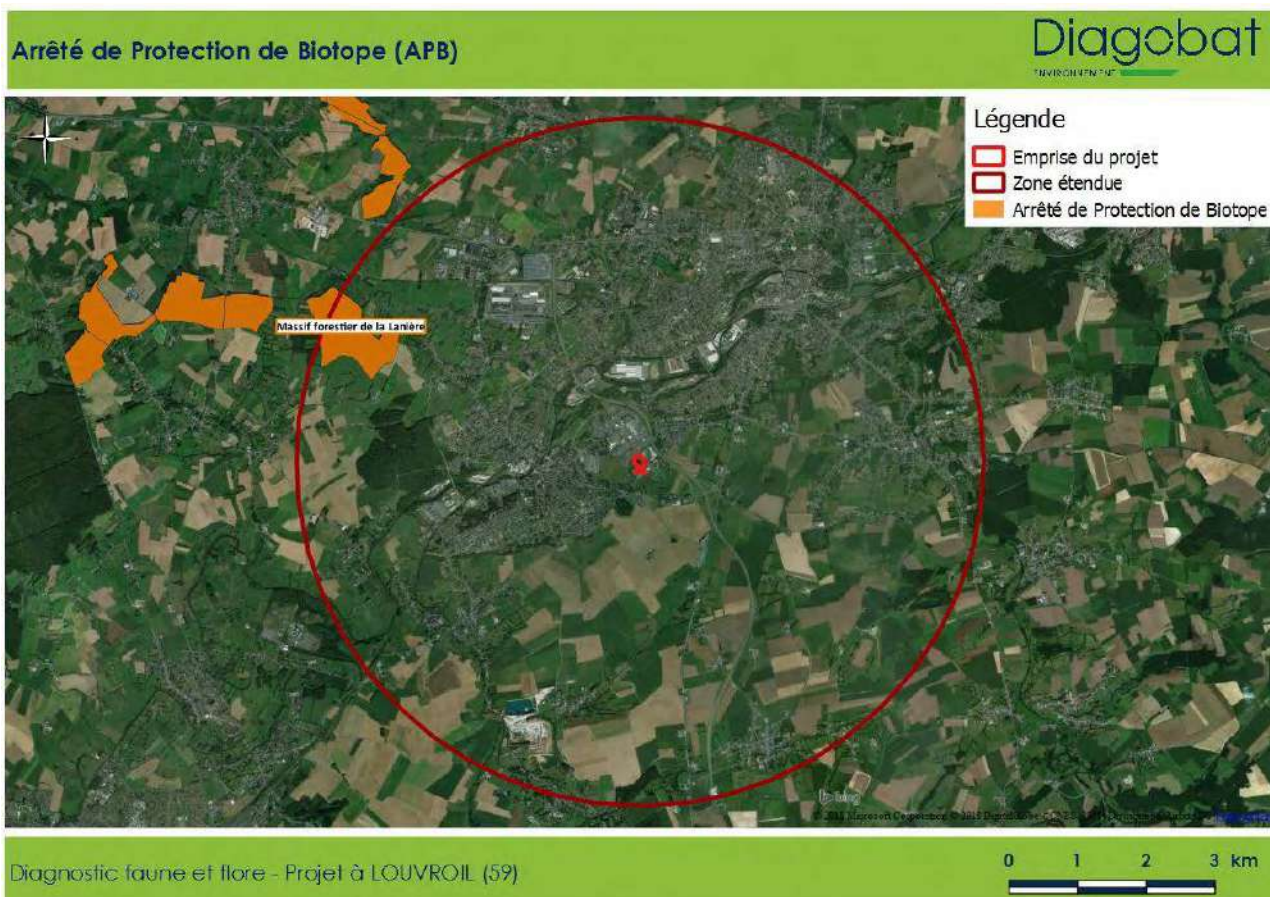 Arrêté de Protection de Biotope (APB)
Diagobat
ENVIRONNEMENT
Légende
Emprise du projet
Zone étendue
Arrêté de Protection de Biotope
Massif forestier de la Lanière
bing
Diagnostic faune et flore - Projet à LOUVROIL (59)
0 1 2 3 km